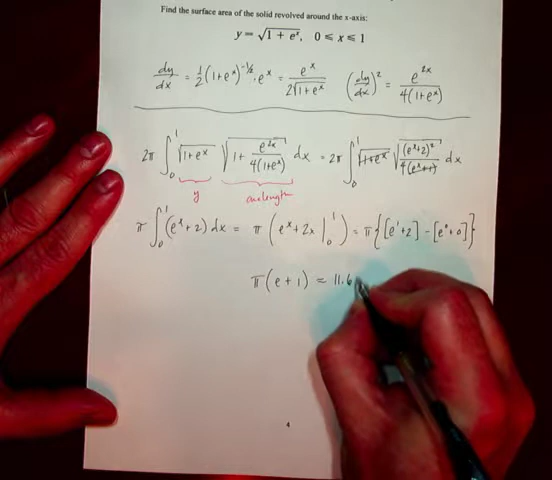 Find the surface area of the solid revolved around the x-axis:
y = √(1 + eˣ), 0 ⩽ x ⩽ 1
dy/dx = 1/2 (1+eˣ)^(-1/2) · eˣ = eˣ / 2√(1+eˣ) (dy/dx)² = e^(2x) / 4(1+eˣ)
2π ∫₀¹ √(1+eˣ) √(1 + e^(2x) / 4(1+eˣ)) dx = 2π ∫₀¹ √(1+eˣ) √((eˣ+2)² / 4(eˣ+1)) dx
y arclength
π ∫₀¹ (eˣ+2) dx = π (eˣ + 2x |₀¹) = π{[e¹+2] - [e⁰+0]}
π(e+1) = 11.6
4